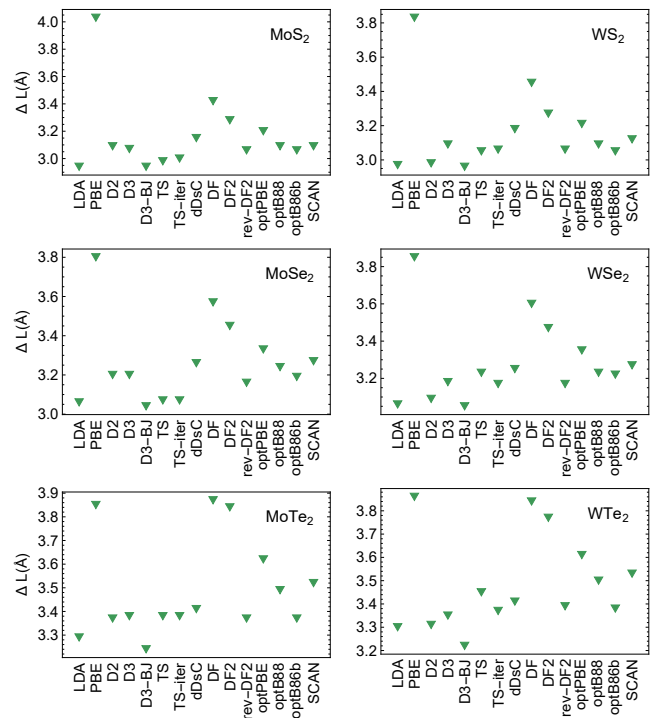 MoS2
WS2
Δ L(Å)
4.0
3.8
3.6
3.4
3.2
3.0
3.8
3.6
3.4
3.2
3.0
LDA PBE D2 D3 D3-BJ TS TS-iter dDsC DF DF2 rev-DF2 optPBE optB88 optB86b SCAN
LDA PBE D2 D3 D3-BJ TS TS-iter dDsC DF DF2 rev-DF2 optPBE optB88 optB86b SCAN
MoSe2
WSe2
Δ L(Å)
3.8
3.6
3.4
3.2
3.0
3.8
3.6
3.4
3.2
LDA PBE D2 D3 D3-BJ TS TS-iter dDsC DF DF2 rev-DF2 optPBE optB88 optB86b SCAN
LDA PBE D2 D3 D3-BJ TS TS-iter dDsC DF DF2 rev-DF2 optPBE optB88 optB86b SCAN
MoTe2
WTe2
Δ L(Å)
3.9
3.8
3.7
3.6
3.5
3.4
3.3
3.8
3.7
3.6
3.5
3.4
3.3
3.2
LDA PBE D2 D3 D3-BJ TS TS-iter dDsC DF DF2 rev-DF2 optPBE optB88 optB86b SCAN
LDA PBE D2 D3 D3-BJ TS TS-iter dDsC DF DF2 rev-DF2 optPBE optB88 optB86b SCAN